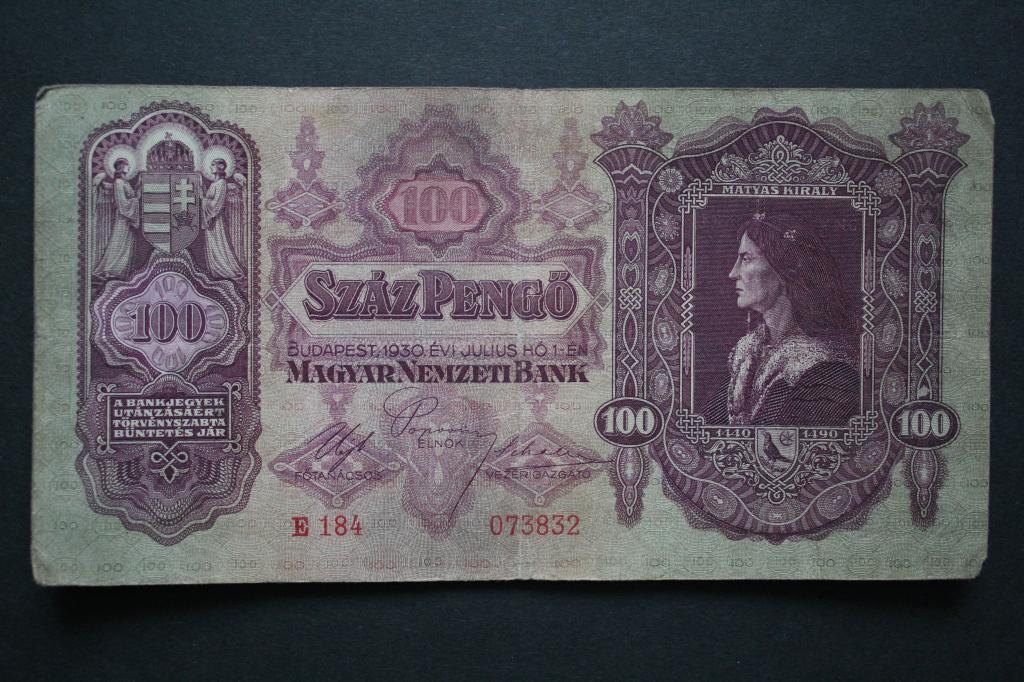 100
A BANKJEGYEK
UTÁNZÁSÁÉRT
TÖRVÉNYSZABTA
BÜNTETÉS JÁR
100
SZÁZ PENGŐ
BUDAPEST, 1930. ÉVI JULIUS HÓ 1-ÉN
MAGYAR NEMZETI BANK
Popovics
ELNÖK
FŐTANÁCSOS
VEZÉRIGAZGATÓ
E 184
073832
MÁTYÁS KIRÁLY
100
1440
1490
100